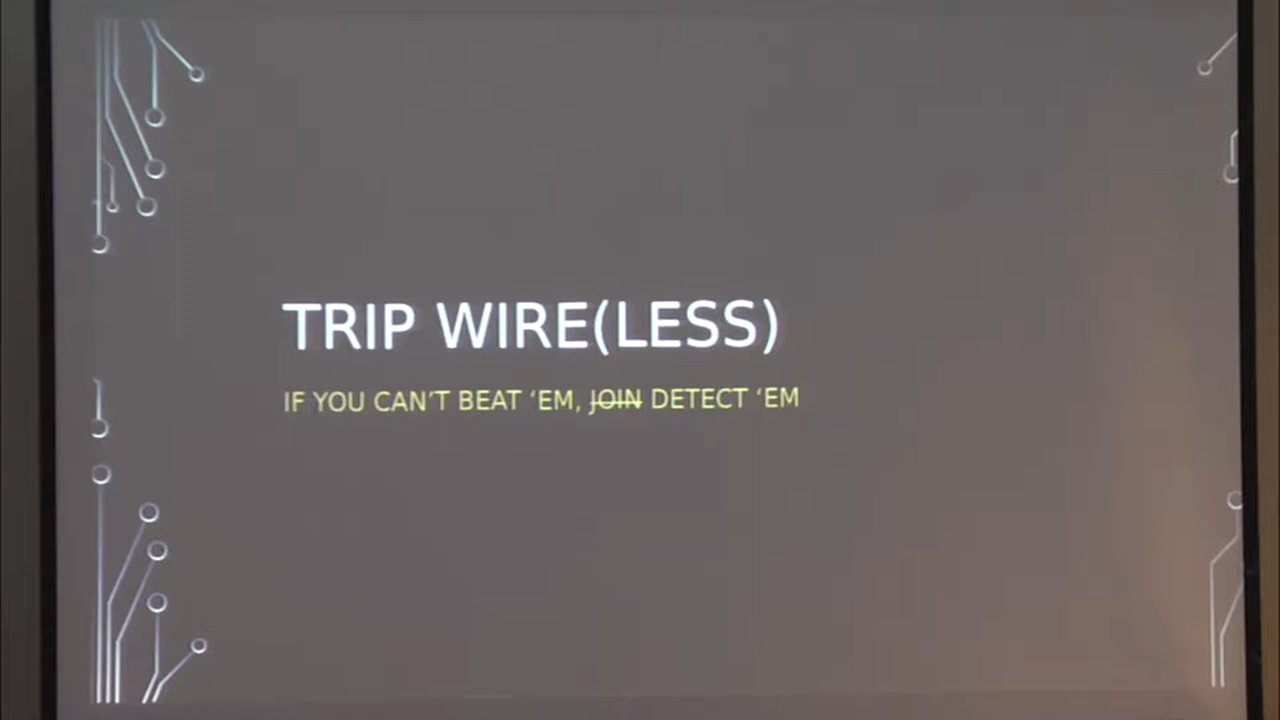 TRIP WIRE(LESS)
IF YOU CAN’T BEAT ‘EM, JOIN DETECT ‘EM